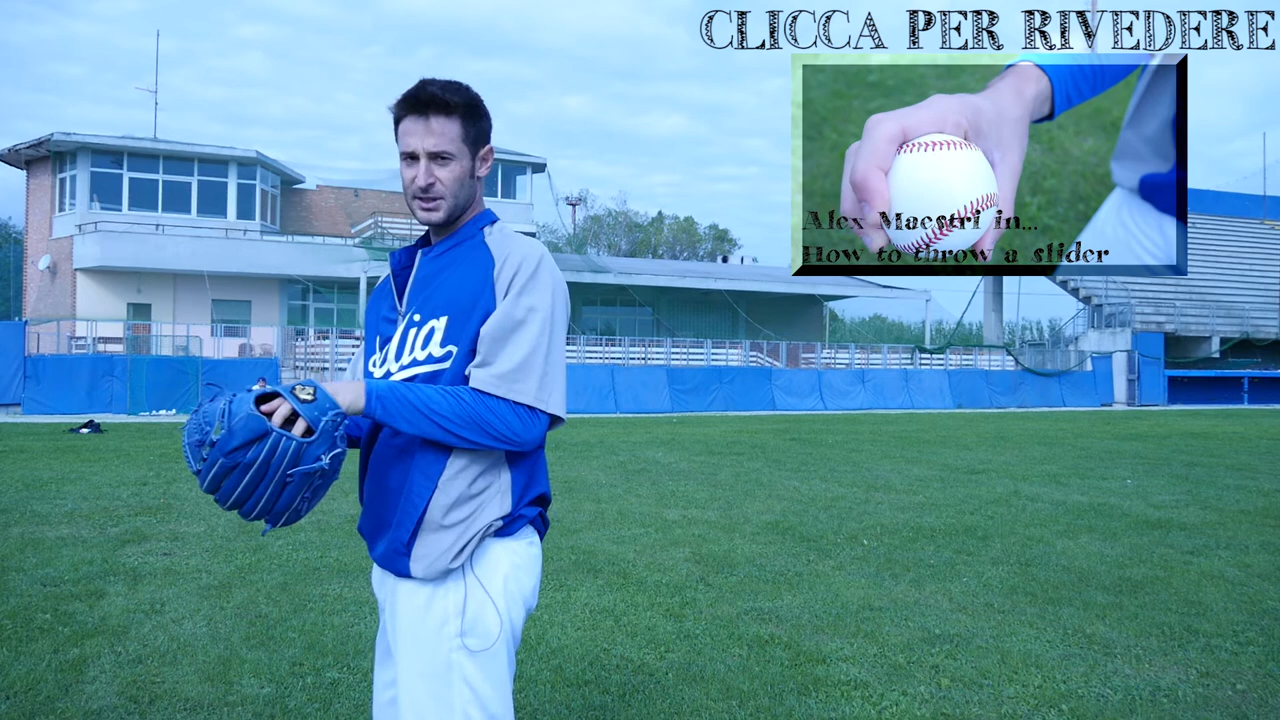 CLICCA PER RIVEDERE
Alex Maestri in...
How to throw a slider